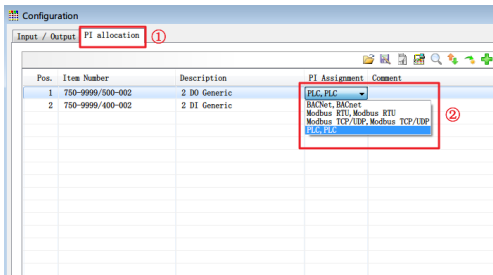 Configuration
Input / Output PI allocation ①
Pos. Item Number Description PI Assignment Comment
1 750-9999/500-002 2 DO Generic PLC,PLC
2 750-9999/400-002 2 DI Generic
BACNet,BACnet
Modbus RTU,Modbus RTU
Modbus TCP/UDP,Modbus TCP/UDP
PLC,PLC
②